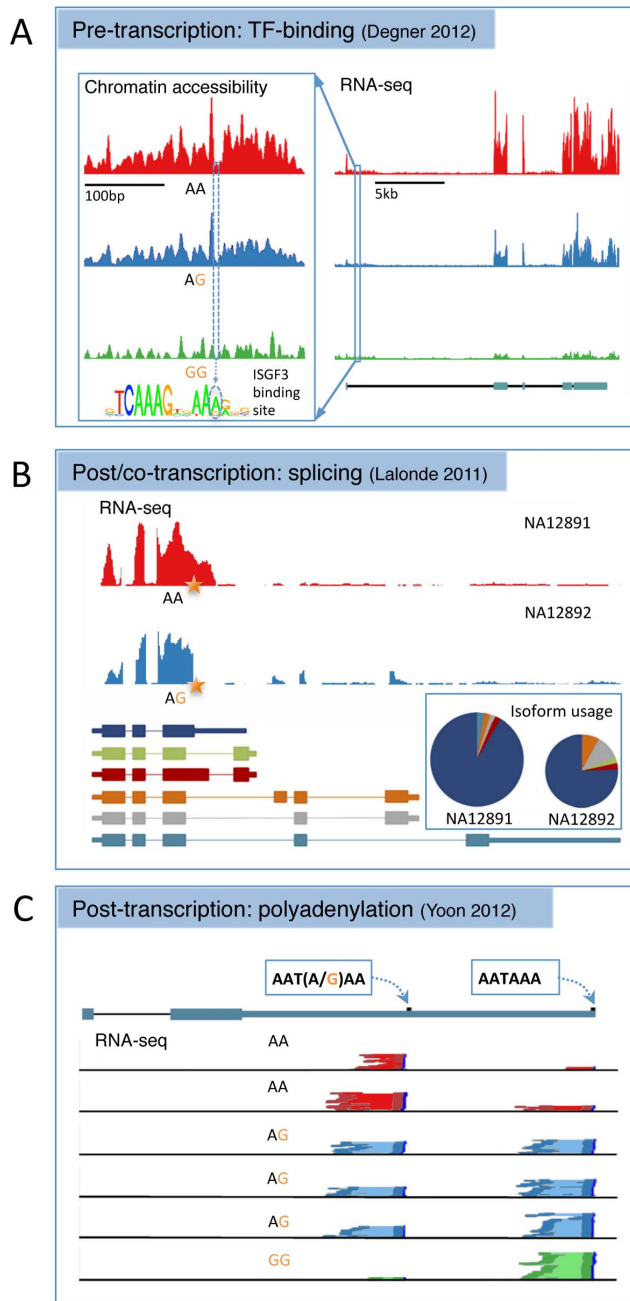 A
Pre-transcription: TF-binding (Degner 2012)
Chromatin accessibility
RNA-seq
100bp
AA
5kb
AG
GG
ISGF3
binding
site
TCAAAG AAA
B
Post/co-transcription: splicing (Lalonde 2011)
RNA-seq
NA12891
AA
NA12892
AG
Isoform usage
NA12891
NA12892
C
Post-transcription: polyadenylation (Yoon 2012)
AAT(A/G)AA
AATAAA
RNA-seq
AA
AA
AG
AG
AG
GG